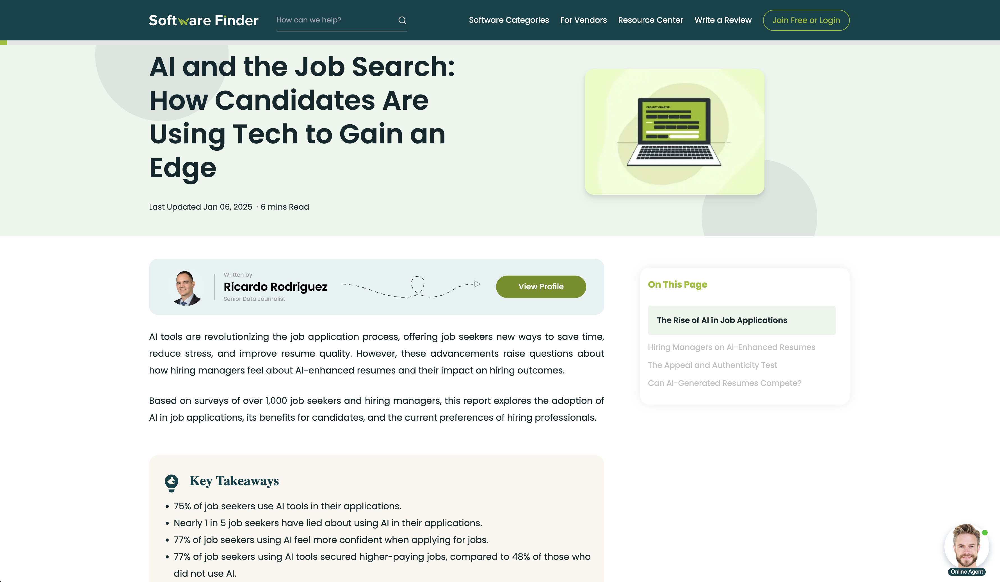 Software Finder
How can we help?
Software Categories
For Vendors
Resource Center
Write a Review
Join Free or Login
AI and the Job Search:
How Candidates Are
Using Tech to Gain an
Edge
Last Updated Jan 06, 2025 · 6 mins Read
PROJECT CHARTER
Written by
Ricardo Rodriguez
Senior Data Journalist
View Profile
AI tools are revolutionizing the job application process, offering job seekers new ways to save time,
reduce stress, and improve resume quality. However, these advancements raise questions about
how hiring managers feel about AI-enhanced resumes and their impact on hiring outcomes.
Based on surveys of over 1,000 job seekers and hiring managers, this report explores the adoption of
AI in job applications, its benefits for candidates, and the current preferences of hiring professionals.
Key Takeaways
• 75% of job seekers use AI tools in their applications.
• Nearly 1 in 5 job seekers have lied about using AI in their applications.
• 77% of job seekers using AI feel more confident when applying for jobs.
• 77% of job seekers using AI tools secured higher-paying jobs, compared to 48% of those who
did not use AI.
On This Page
The Rise of AI in Job Applications
Hiring Managers on AI-Enhanced Resumes
The Appeal and Authenticity Test
Can AI-Generated Resumes Compete?
Online Agent